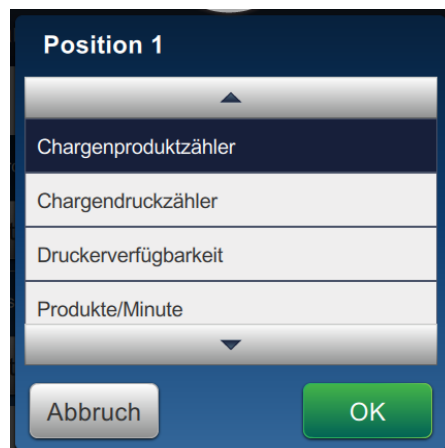 Position 1
Chargenproduktzähler
Chargendruckzähler
Druckerverfügbarkeit
Produkte/Minute
Abbruch
OK